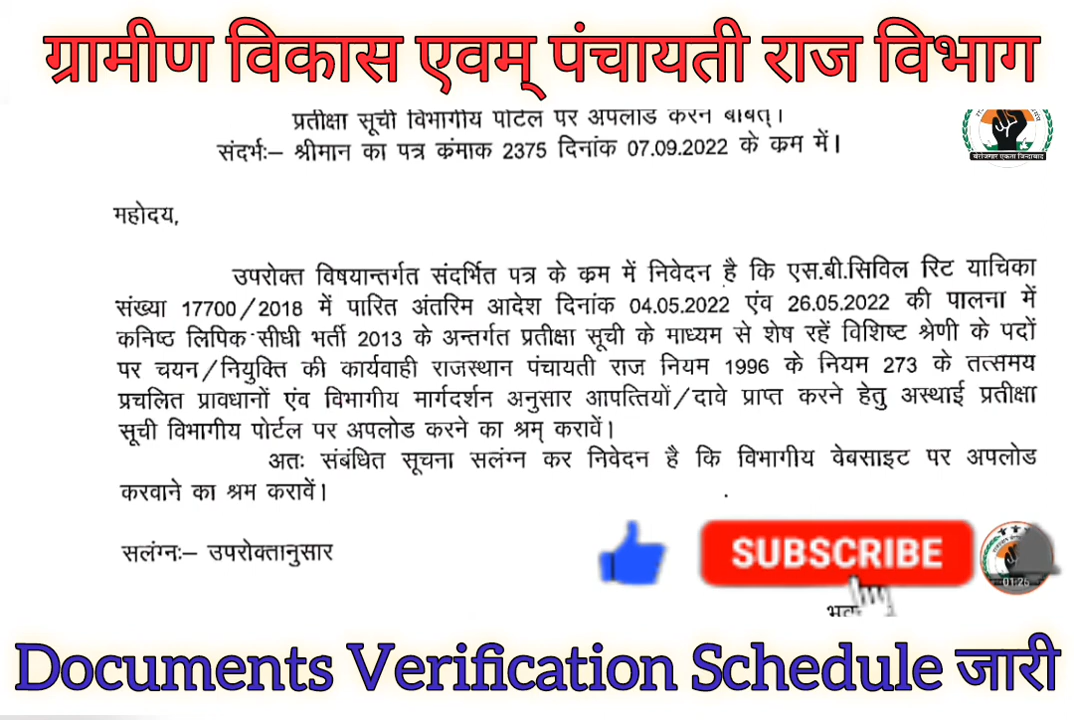 ग्रामीण विकास एवम् पंचायती राज विभाग
प्रतीक्षा सूची विभागीय पोर्टल पर अपलोड करने बाबत्।
संदर्भः– श्रीमान का पत्र कंमाक 2375 दिनांक 07.09.2022 के क्रम में।
बेरोजगार एकता जिन्दाबाद
महोदय,
उपरोक्त विषयान्तर्गत संदर्भित पत्र के क्रम में निवेदन है कि एस.बी.सिविल रिट याचिका
संख्या 17700/2018 में पारित अंतरिम आदेश दिनांक 04.05.2022 एंव 26.05.2022 की पालना में
कनिष्ठ लिपिक सीधी भर्ती 2013 के अन्तर्गत प्रतीक्षा सूची के माध्यम से शेष रहें विशिष्ट श्रेणी के पदों
पर चयन/नियुक्ति की कार्यवाही राजस्थान पंचायती राज नियम 1996 के नियम 273 के तत्समय
प्रचलित प्रावधानों एंव विभागीय मार्गदर्शन अनुसार आपत्तियों/दावे प्राप्त करने हेतु अस्थाई प्रतीक्षा
सूची विभागीय पोर्टल पर अपलोड करने का श्रम् करावें।
अतः संबंधित सूचना सलंग्न कर निवेदन है कि विभागीय वेबसाइट पर अपलोड
करवाने का श्रम करावें।
सलंग्नः– उपरोक्तानुसार
SUBSCRIBE
01:25
Documents Verification Schedule जारी